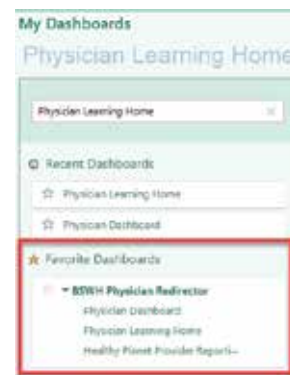 My Dashboards
Physician Learning Home
Physician Learning Home
Recent Dashboards
Physician Learning Home
Physician Dashboard
Favorite Dashboards
BSWH Physician Redirector
Physician Dashboard
Physician Learning Home
Healthy Planet Provider Reporti...